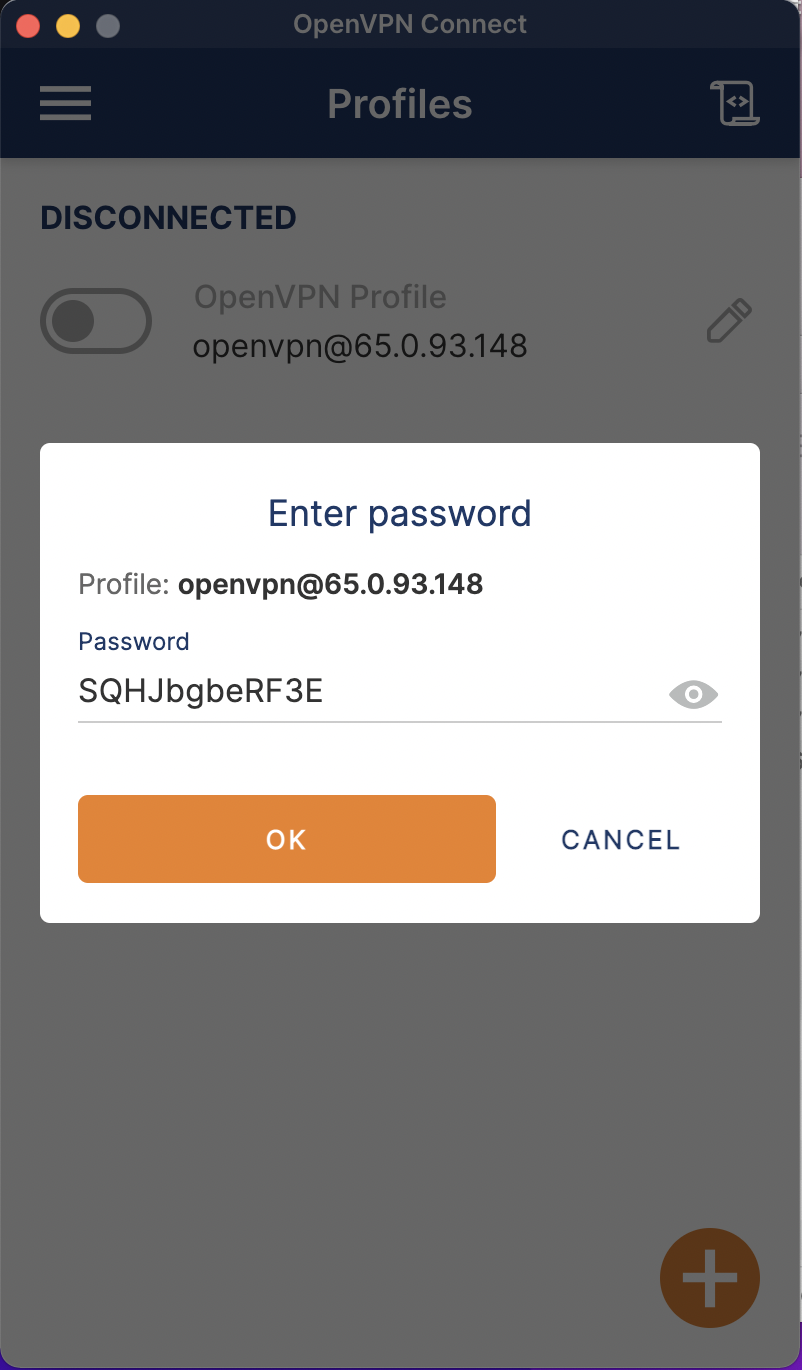 OpenVPN Connect
Profiles
DISCONNECTED
OpenVPN Profile
openvpn@65.0.93.148
Enter password
Profile: openvpn@65.0.93.148
Password
SQHJbgbeRF3E
OK
CANCEL